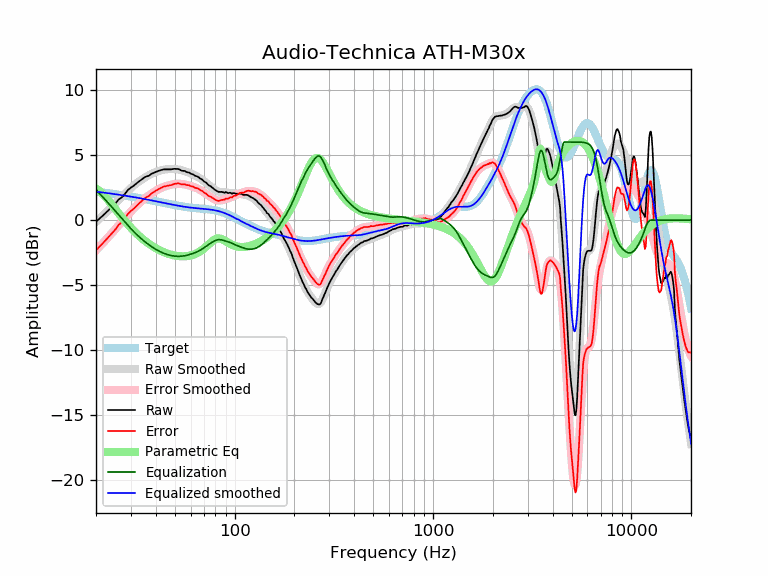 Audio-Technica ATH-M30x
Amplitude (dBr)
10
5
0
−5
−10
−15
−20
Target
Raw Smoothed
Error Smoothed
Raw
Error
Parametric Eq
Equalization
Equalized smoothed
100
1000
10000
Frequency (Hz)